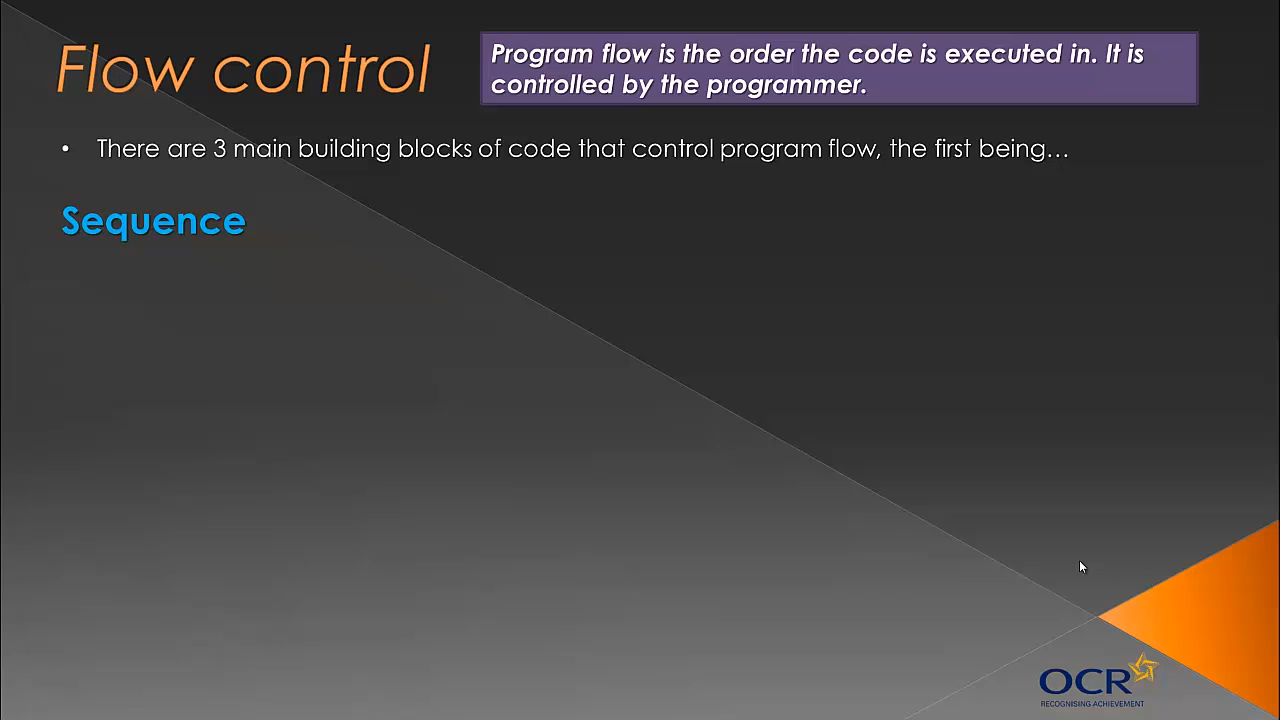 Flow control
Program flow is the order the code is executed in. It is
controlled by the programmer.
• There are 3 main building blocks of code that control program flow, the first being…
Sequence
OCR
RECOGNISING ACHIEVEMENT